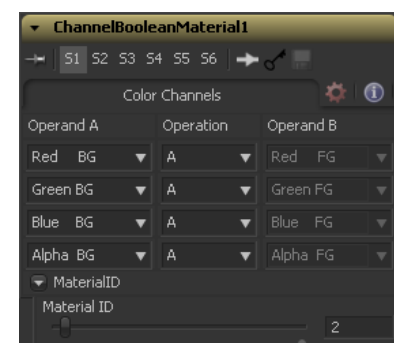 ChannelBooleanMaterial1
S1 S2 S3 S4 S5 S6
Color Channels
Operand A Operation Operand B
Red BG A Red FG
Green BG A Green FG
Blue BG A Blue FG
Alpha BG A Alpha FG
MaterialID
Material ID
2